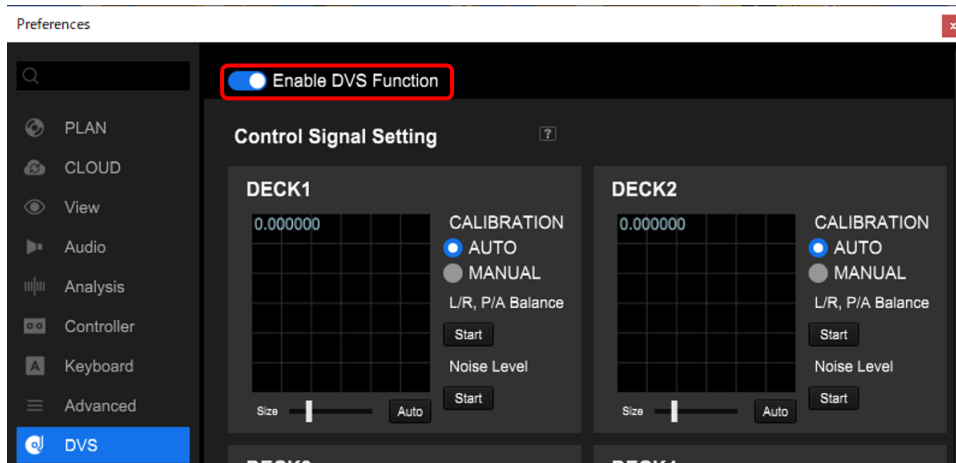 Preferences
x
Enable DVS Function
PLAN
CLOUD
View
Audio
Analysis
Controller
A
Keyboard
Advanced
DVS
Control Signal Setting
?
DECK1
0.000000
CALIBRATION
AUTO
MANUAL
L/R, P/A Balance
Start
Noise Level
Start
Size
Auto
DECK2
0.000000
CALIBRATION
AUTO
MANUAL
L/R, P/A Balance
Start
Noise Level
Start
Size
Auto